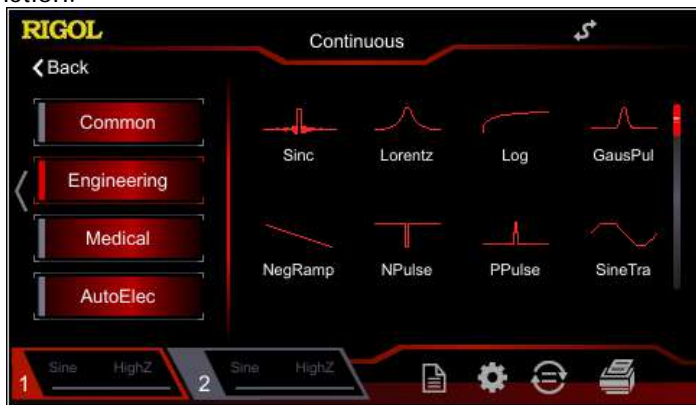 RIGOL
Continuous
Back
Common
Engineering
Medical
AutoElec
Sinc Lorentz Log GausPul
NegRamp NPulse PPulse SineTra
1 Sine HighZ 2 Sine HighZ